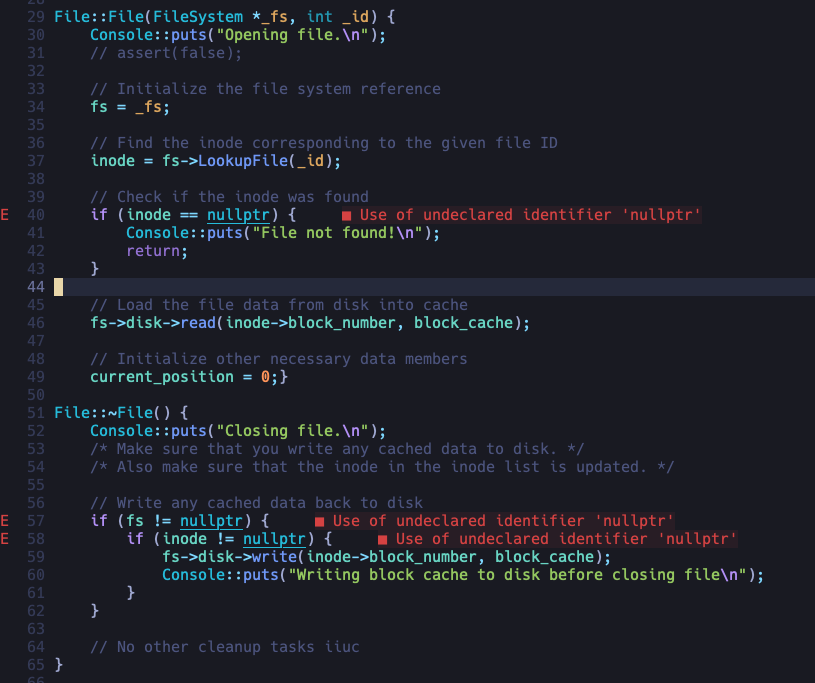 28
29 File::File(FileSystem *_fs, int _id) {
30     Console::puts("Opening file.\n");
31     // assert(false);
32
33     // Initialize the file system reference
34     fs = _fs;
35
36     // Find the inode corresponding to the given file ID
37     inode = fs->LookupFile(_id);
38
39     // Check if the inode was found
E 40     if (inode == nullptr) {     ■ Use of undeclared identifier 'nullptr'
41         Console::puts("File not found!\n");
42         return;
43     }
44
45     // Load the file data from disk into cache
46     fs->disk->read(inode->block_number, block_cache);
47
48     // Initialize other necessary data members
49     current_position = 0;}
50
51 File::~File() {
52     Console::puts("Closing file.\n");
53     /* Make sure that you write any cached data to disk. */
54     /* Also make sure that the inode in the inode list is updated. */
55
56     // Write any cached data back to disk
E 57     if (fs != nullptr) {     ■ Use of undeclared identifier 'nullptr'
E 58         if (inode != nullptr) {     ■ Use of undeclared identifier 'nullptr'
59             fs->disk->write(inode->block_number, block_cache);
60             Console::puts("Writing block cache to disk before closing file\n");
61         }
62     }
63
64     // No other cleanup tasks iiuc
65 }
66